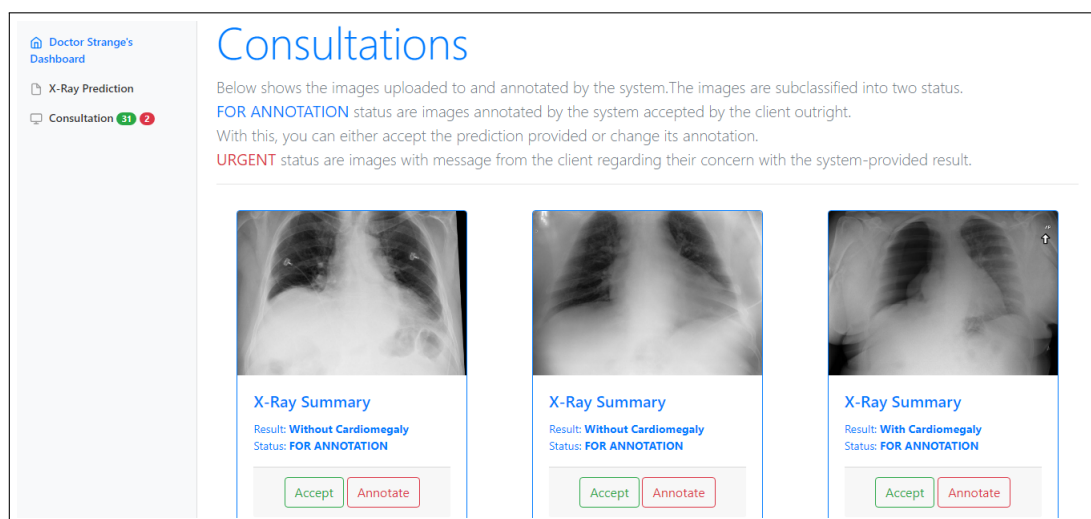 Doctor Strange's
Dashboard
X-Ray Prediction
Consultation 31 2
Consultations
Below shows the images uploaded to and annotated by the system.The images are subclassified into two status.
FOR ANNOTATION status are images annotated by the system accepted by the client outright.
With this, you can either accept the prediction provided or change its annotation.
URGENT status are images with message from the client regarding their concern with the system-provided result.
X-Ray Summary
Result: Without Cardiomegaly
Status: FOR ANNOTATION
Accept Annotate
X-Ray Summary
Result: Without Cardiomegaly
Status: FOR ANNOTATION
Accept Annotate
X-Ray Summary
Result: With Cardiomegaly
Status: FOR ANNOTATION
Accept Annotate